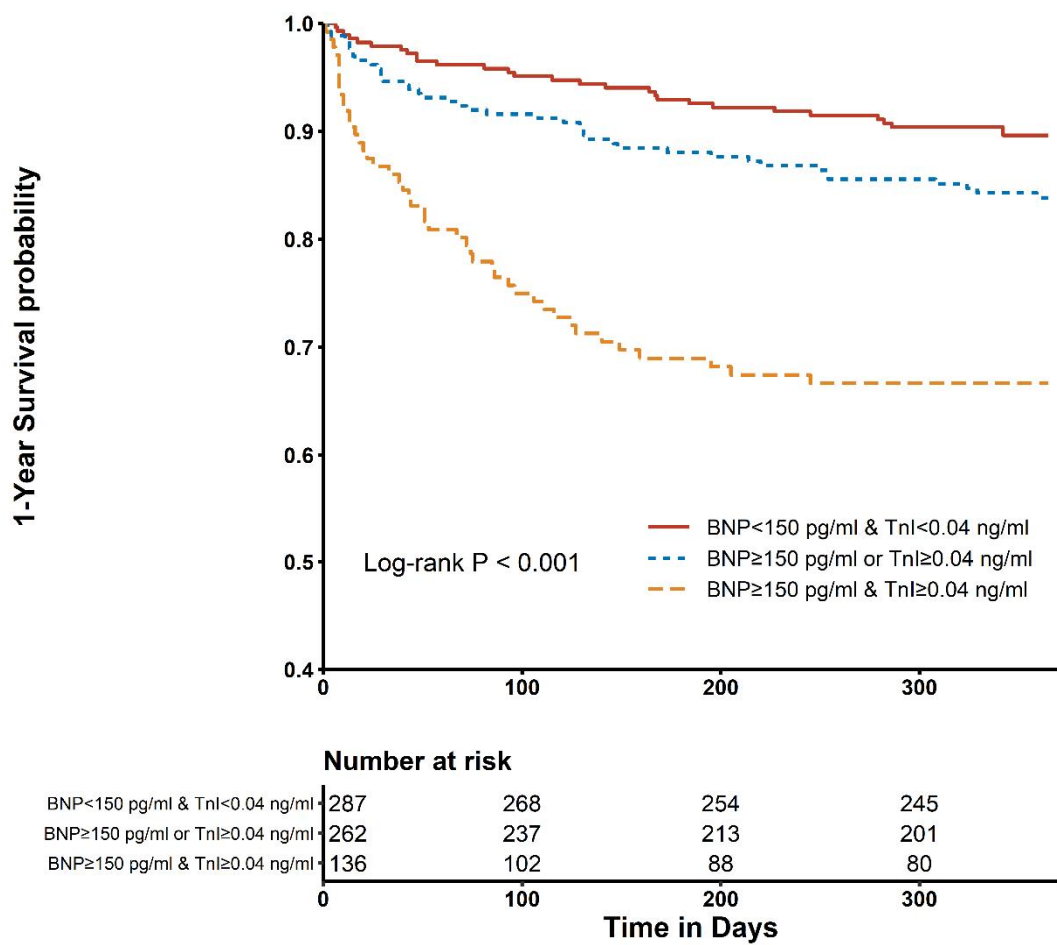 1-Year Survival probability
1.0
0.9
0.8
0.7
0.6
0.5
0.4
0 100 200 300
BNP<150 pg/ml & TnI<0.04 ng/ml
BNP≥150 pg/ml or TnI≥0.04 ng/ml
BNP≥150 pg/ml & TnI≥0.04 ng/ml
Log-rank P < 0.001
Number at risk
BNP<150 pg/ml & TnI<0.04 ng/ml 287 268 254 245
BNP≥150 pg/ml or TnI≥0.04 ng/ml 262 237 213 201
BNP≥150 pg/ml & TnI≥0.04 ng/ml 136 102 88 80
0 100 200 300
Time in Days